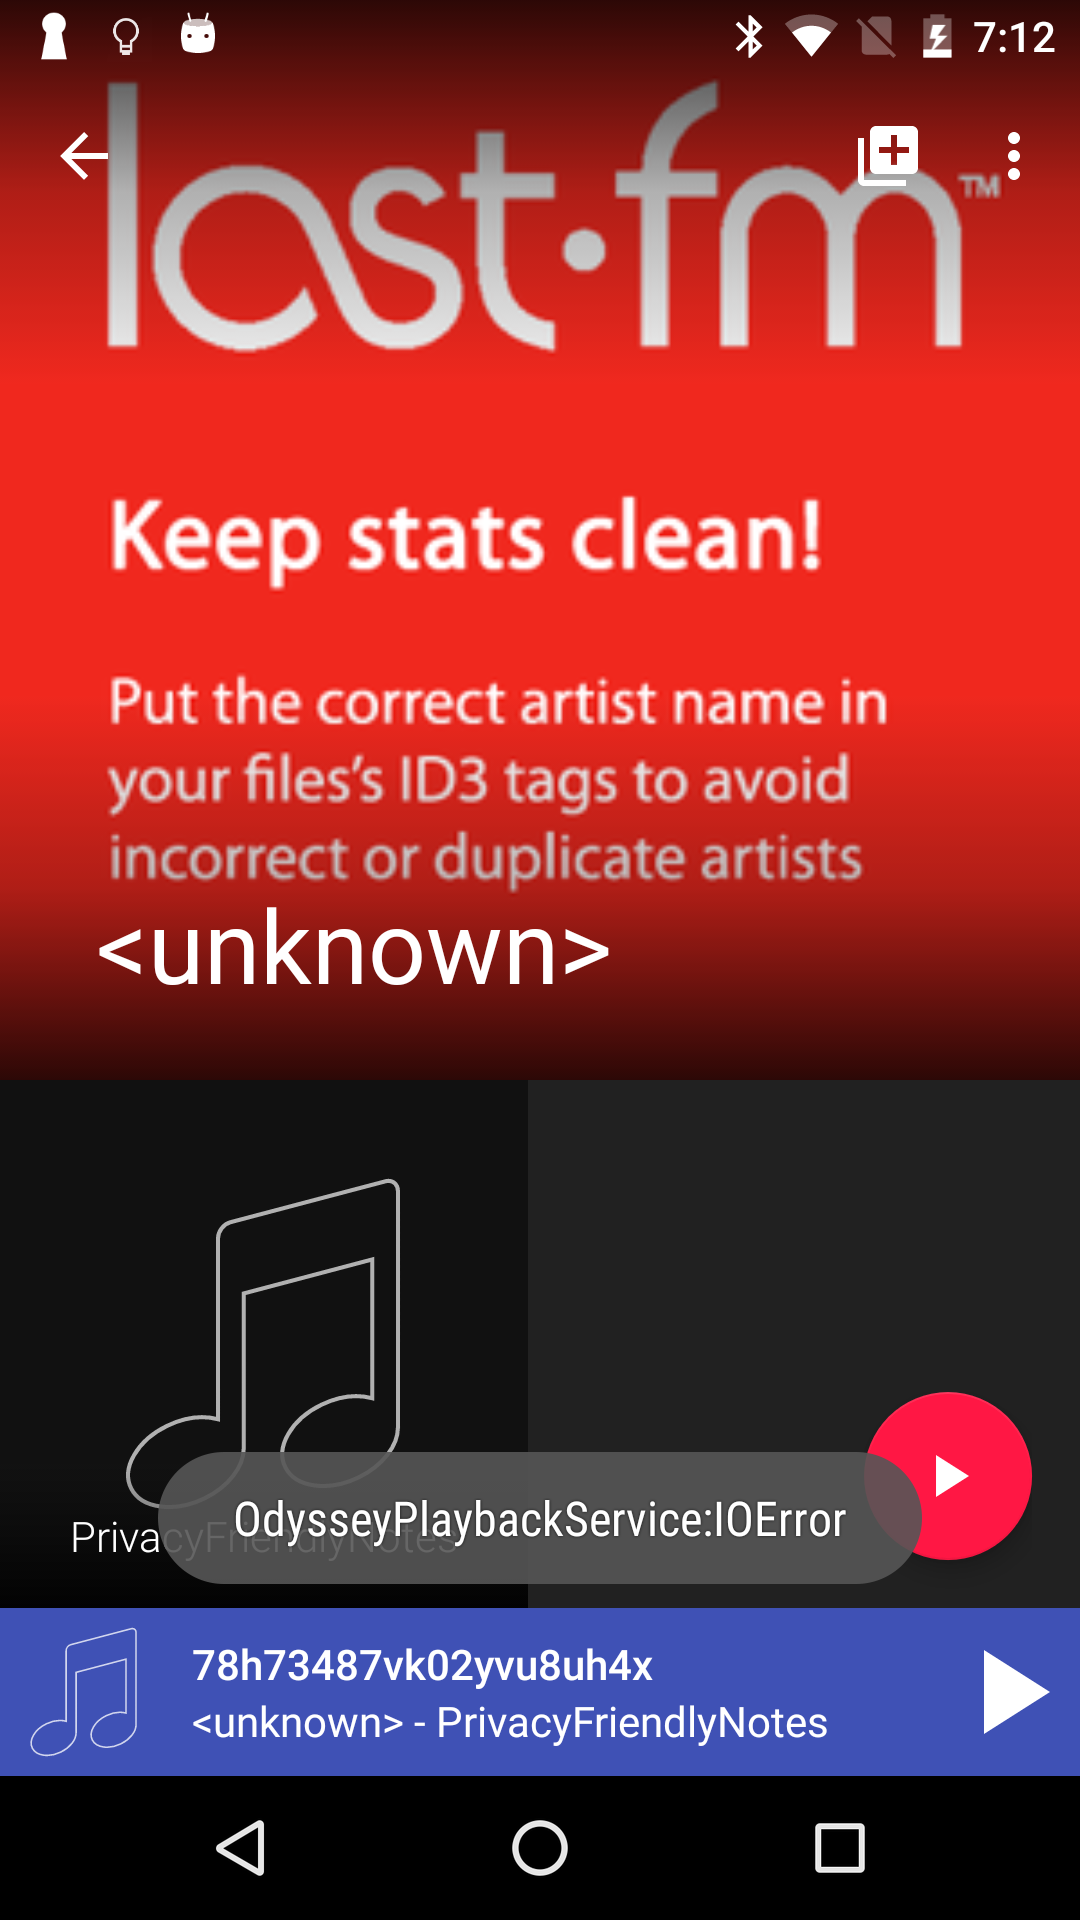 7:12
last.fm™
Keep stats clean!
Put the correct artist name in
your files's ID3 tags to avoid
incorrect or duplicate artists
<unknown>
PrivacyFriendlyNotes
OdysseyPlaybackService:IOError
78h73487vk02yvu8uh4x
<unknown> - PrivacyFriendlyNotes